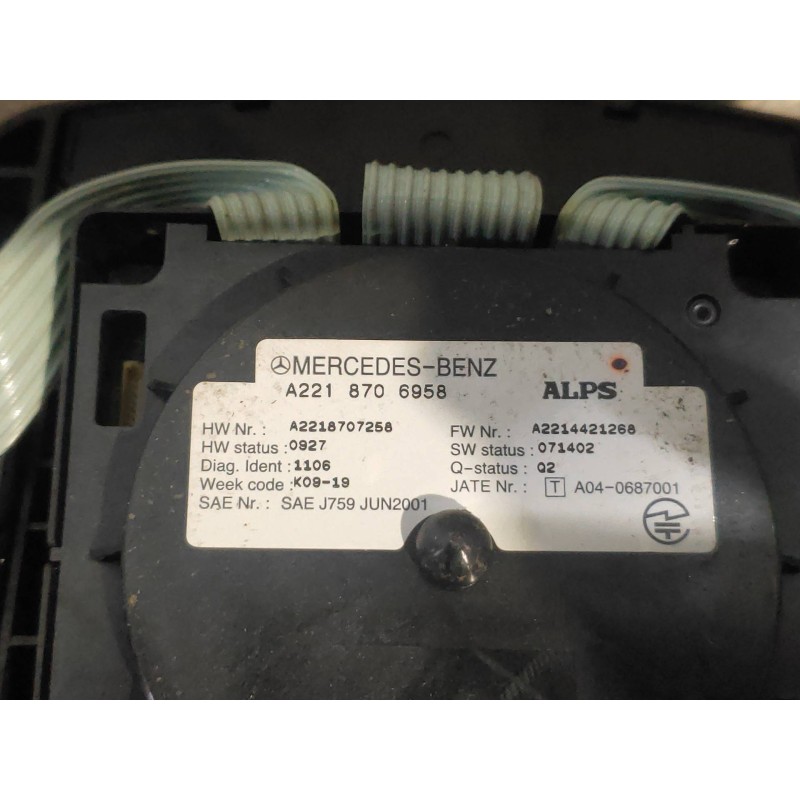 MERCEDES-BENZ
A221 870 6958 ALPS
HW Nr. : A2218707258 FW Nr. : A2214421268
HW status : 0927 SW status : 071402
Diag. Ident : 1106 Q-status : Q2
Week code : K09-19 JATE Nr. : T A04-0687001
SAE Nr. : SAE J759 JUN2001